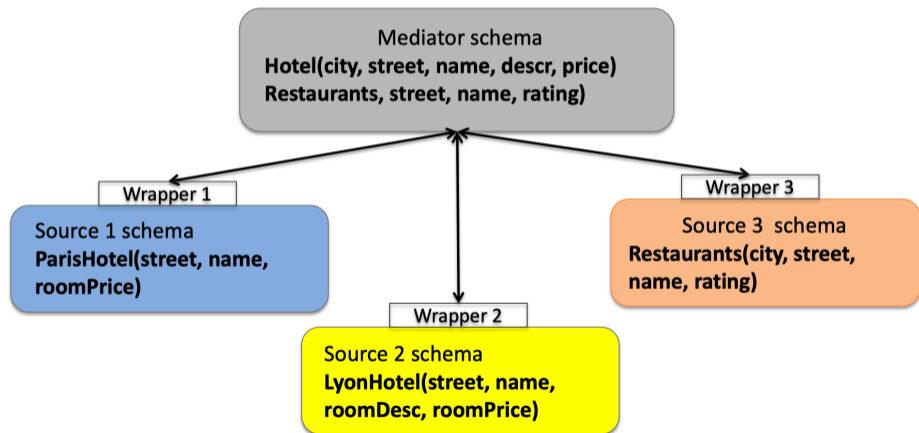 Mediator schema
Hotel(city, street, name, descr, price)
Restaurants, street, name, rating)
Wrapper 1
Source 1 schema
ParisHotel(street, name,
roomPrice)
Wrapper 2
Source 2 schema
LyonHotel(street, name,
roomDesc, roomPrice)
Wrapper 3
Source 3 schema
Restaurants(city, street,
name, rating)